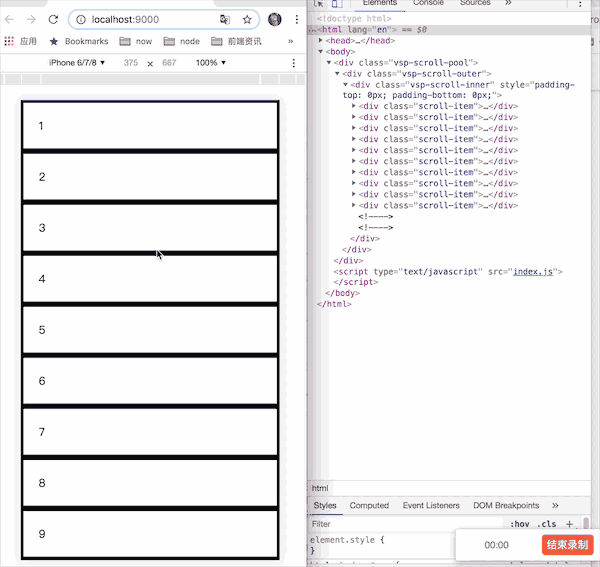 localhost:9000
应用 Bookmarks now node 前端资讯 »
iPhone 6/7/8 ▼ 375 × 667 100% ▼
1
2
3
4
5
6
7
8
9
Elements Console Sources »
<!doctype html>
<html lang="en"> == $0
▶<head>…</head>
▼<body>
▼<div class="vsp-scroll-pool">
▼<div class="vsp-scroll-outer">
▼<div class="vsp-scroll-inner" style="padding-
top: 0px; padding-bottom: 0px;">
▶<div class="scroll-item">…</div>
▶<div class="scroll-item">…</div>
▶<div class="scroll-item">…</div>
▶<div class="scroll-item">…</div>
▶<div class="scroll-item">…</div>
▶<div class="scroll-item">…</div>
▶<div class="scroll-item">…</div>
▶<div class="scroll-item">…</div>
▶<div class="scroll-item">…</div>
▶<div class="scroll-item">…</div>
<!---->
<!---->
</div>
</div>
</div>
<script type="text/javascript" src="index.js">
</script>
</body>
</html>
html
Styles Computed Event Listeners DOM Breakpoints »
Filter :hov .cls +
element.style {
}
00:00 结束录制